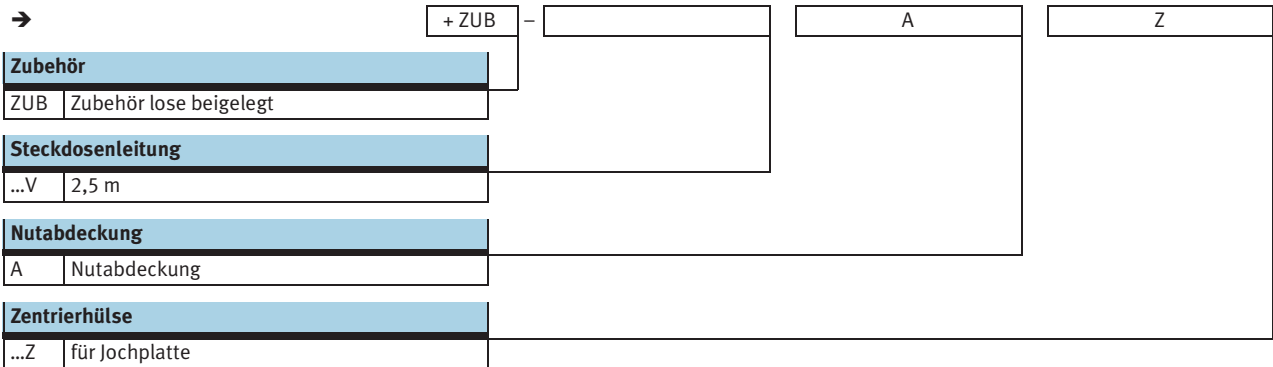 ➔ + ZUB – A Z
Zubehör
ZUB Zubehör lose beigelegt
Steckdosenleitung
...V 2,5 m
Nutabdeckung
A Nutabdeckung
Zentrierhülse
...Z für Jochplatte